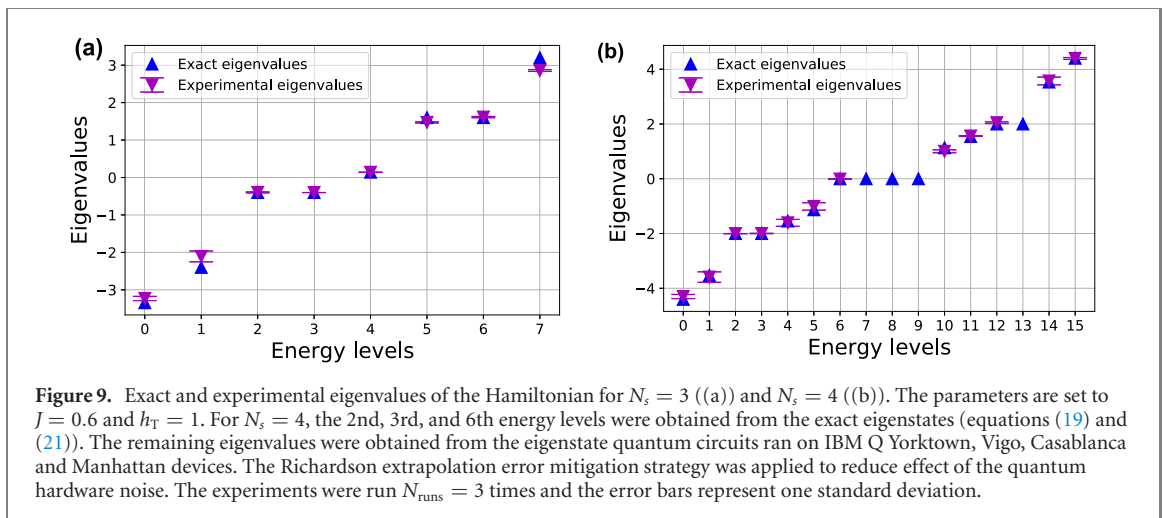 (a)
3
2
1
0
−1
−2
−3
Eigenvalues
Exact eigenvalues
Experimental eigenvalues
0 1 2 3 4 5 6 7
Energy levels
(b)
4
2
0
−2
−4
Eigenvalues
Exact eigenvalues
Experimental eigenvalues
0 1 2 3 4 5 6 7 8 9 10 11 12 13 14 15
Energy levels
Figure 9. Exact and experimental eigenvalues of the Hamiltonian for Nₛ = 3 ((a)) and Nₛ = 4 ((b)). The parameters are set to
J = 0.6 and h_T = 1. For Nₛ = 4, the 2nd, 3rd, and 6th energy levels were obtained from the exact eigenstates (equations (19) and
(21)). The remaining eigenvalues were obtained from the eigenstate quantum circuits ran on IBM Q Yorktown, Vigo, Casablanca
and Manhattan devices. The Richardson extrapolation error mitigation strategy was applied to reduce effect of the quantum
hardware noise. The experiments were run N_runs = 3 times and the error bars represent one standard deviation.